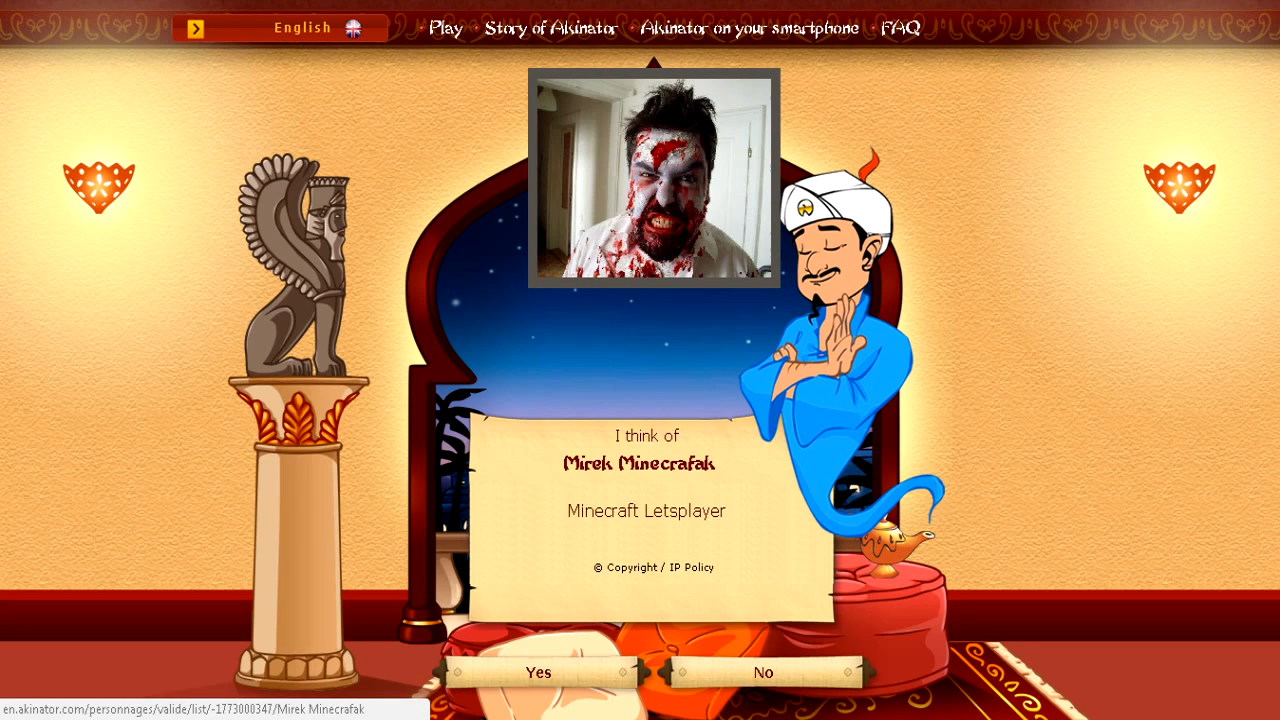 English
Play
Story of Akinator
Akinator on your smartphone
FAQ
I think of
Mirek Minecrafak
Minecraft Letsplayer
© Copyright / IP Policy
Yes
No
en.akinator.com/personnages/valide/list/-1773000347/Mirek Minecrafak